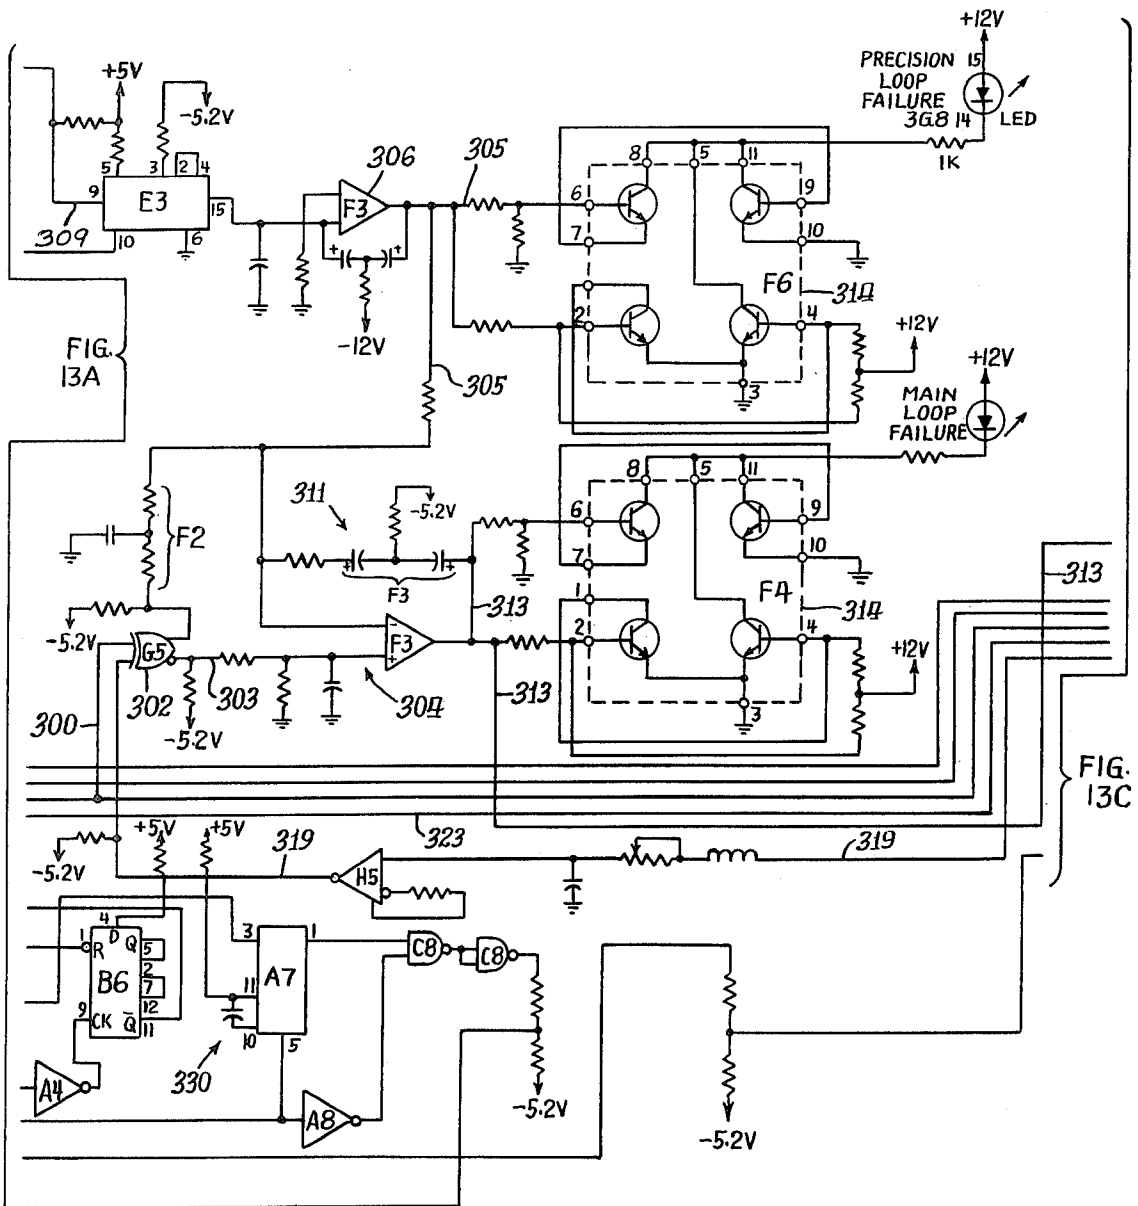 +12V
PRECISION 15
LOOP
FAILURE
3G8 14 LED
1K
+5V
-5.2V
5 3 2 4
9 E3 15
309 10 6
306
F3
+ +
-12V
305
305
8 5 11
6 9
7 10
F6
314
2 4
3
+12V
FIG.
13A
+12V
MAIN
LOOP
FAILURE
8 5 11
6 9
7 10
1
F4
314
2 4
3
+12V
311
-5.2V
+ +
F3
313
F2
-5.2V
G5
302
303
-5.2V
300
-
F3
+
304
313
313
FIG.
13C
323
319
319
-5.2V
+5V
+5V
H5
4
1 D Q 5
R 2
B6 7
9 12
CK Q̅ 11
3 1
A7
11
10 5
330
C8
C8
A4
A8
-5.2V
-5.2V